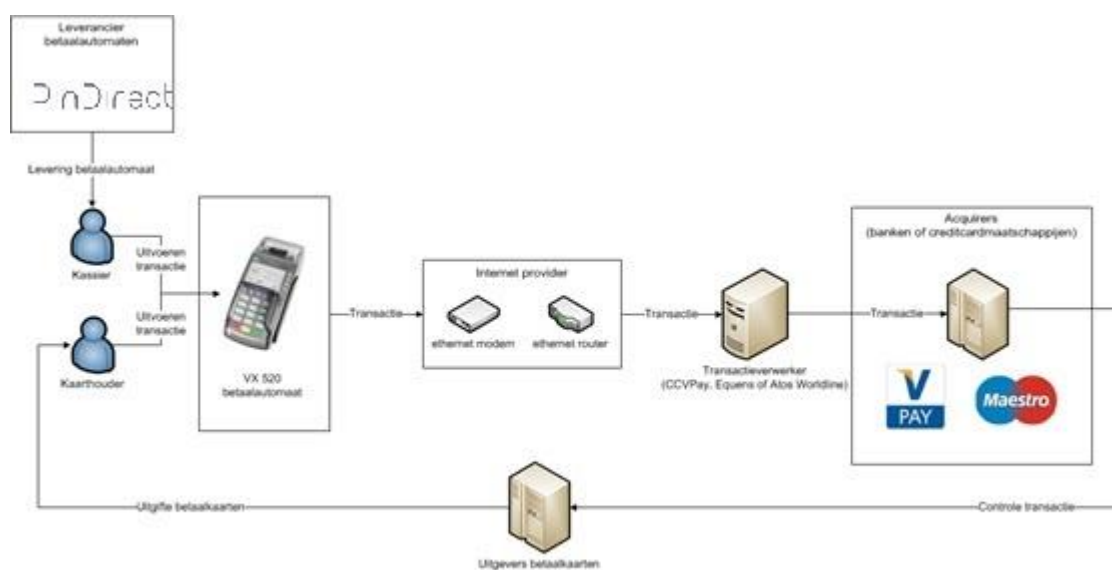 Leverancier
betaalautomaten
PinDirect
Levering betaalautomaat
Kassier
Uitvoeren
transactie
Uitvoeren
transactie
Kaarthouder
VX 520
betaalautomaat
Transactie
Internet provider
ethernet modem
ethernet router
Transactie
Transactieverwerker
(CCVPay, Equens of Atos Worldline)
Transactie
Acquirers
(banken of creditcardmaatschappijen)
V
PAY
Maestro
Uitgifte betaalkaarten
Controle transactie
Uitgevers betaalkaarten